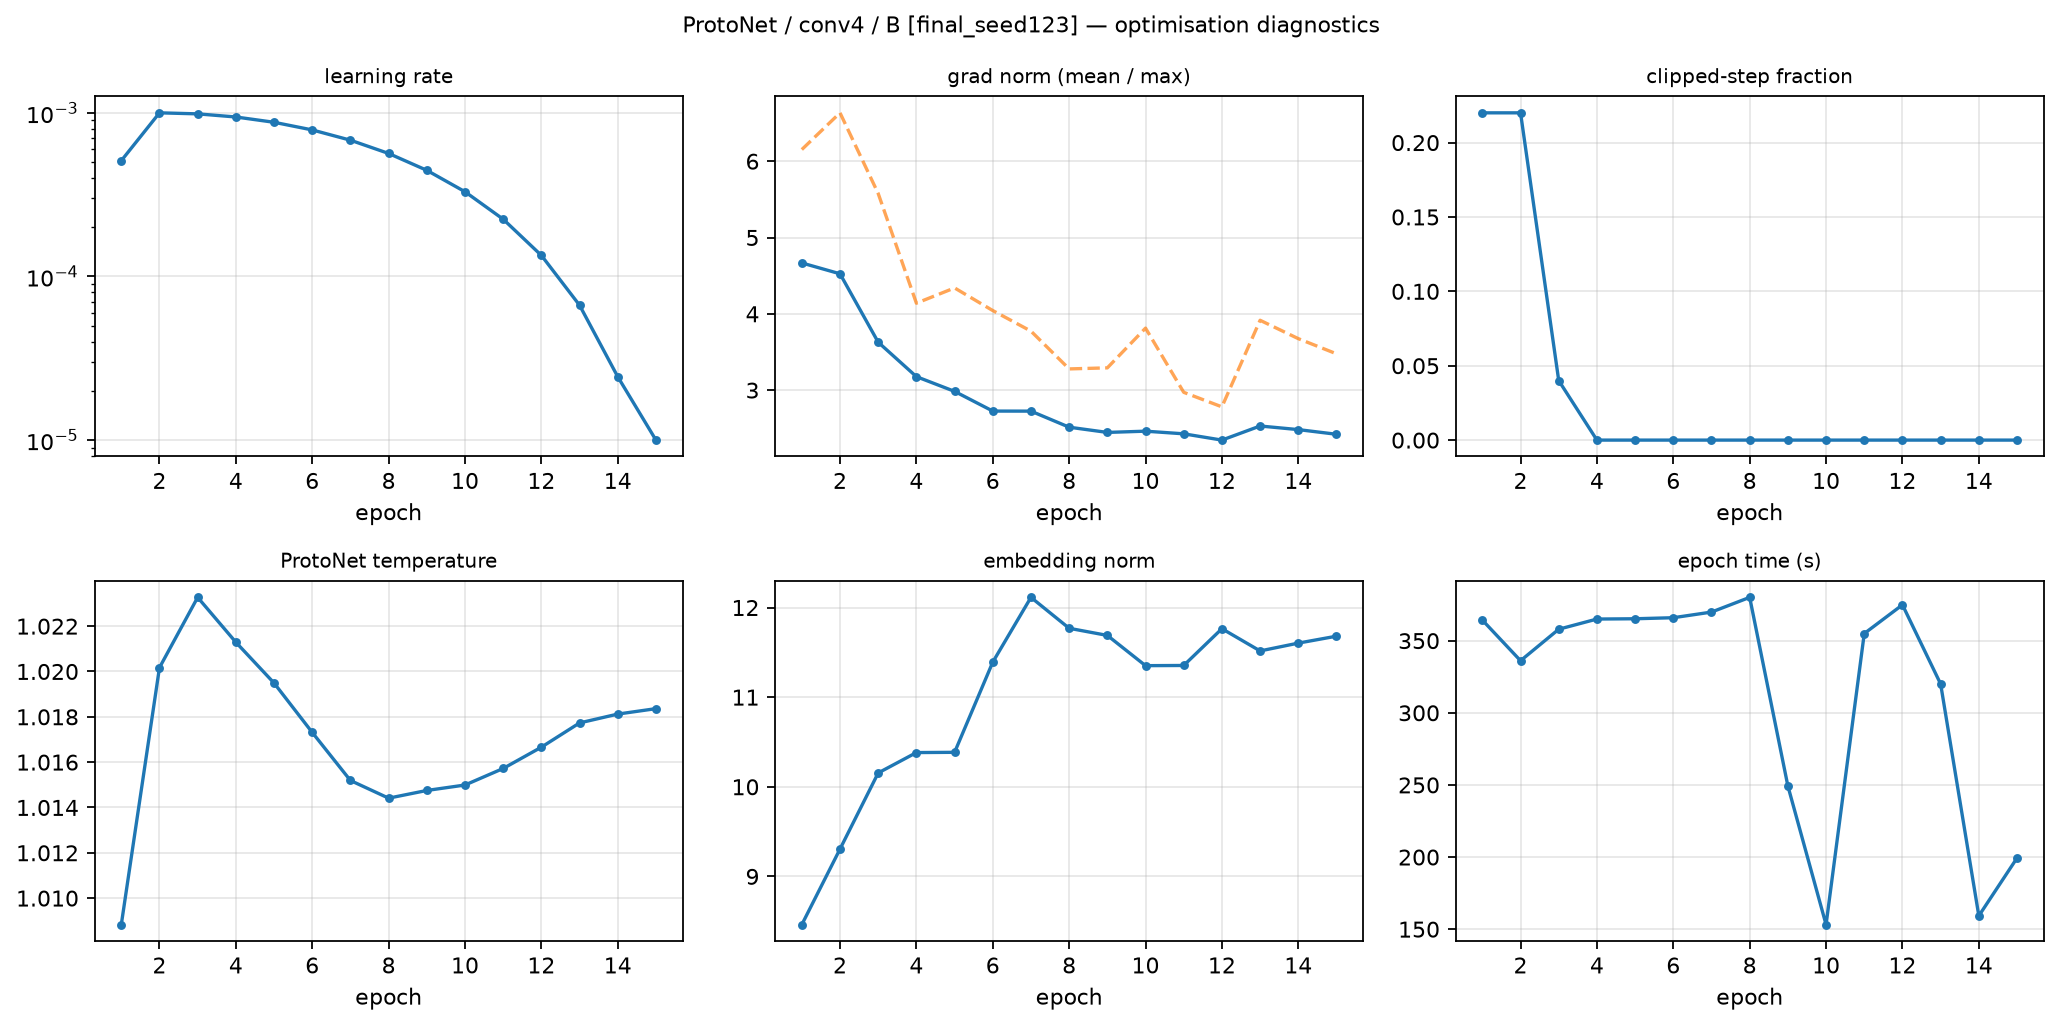 ProtoNet / conv4 / B [final_seed123] — optimisation diagnostics
learning rate
10⁻³
10⁻⁴
10⁻⁵
2 4 6 8 10 12 14
epoch
grad norm (mean / max)
6
5
4
3
2 4 6 8 10 12 14
epoch
clipped-step fraction
0.20
0.15
0.10
0.05
0.00
2 4 6 8 10 12 14
epoch
ProtoNet temperature
1.022
1.020
1.018
1.016
1.014
1.012
1.010
2 4 6 8 10 12 14
epoch
embedding norm
12
11
10
9
2 4 6 8 10 12 14
epoch
epoch time (s)
350
300
250
200
150
2 4 6 8 10 12 14
epoch